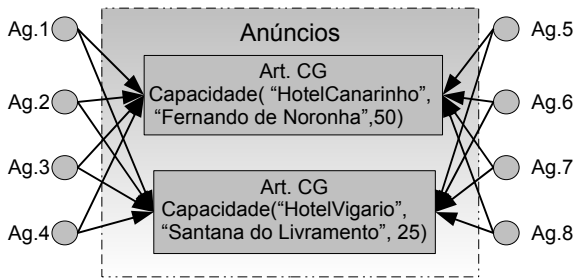 Anúncios
Ag.1
Ag.2
Ag.3
Ag.4
Art. CG
Capacidade( “HotelCanarinho”,
“Fernando de Noronha”,50)
Art. CG
Capacidade(“HotelVigario”,
“Santana do Livramento”, 25)
Ag.5
Ag.6
Ag.7
Ag.8